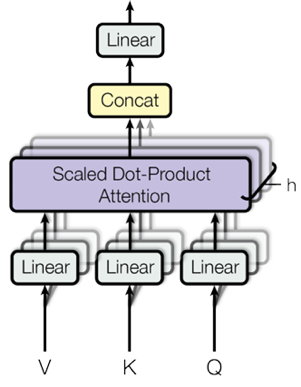 Linear
Concat
Scaled Dot-Product
Attention
h
Linear Linear Linear
V K Q